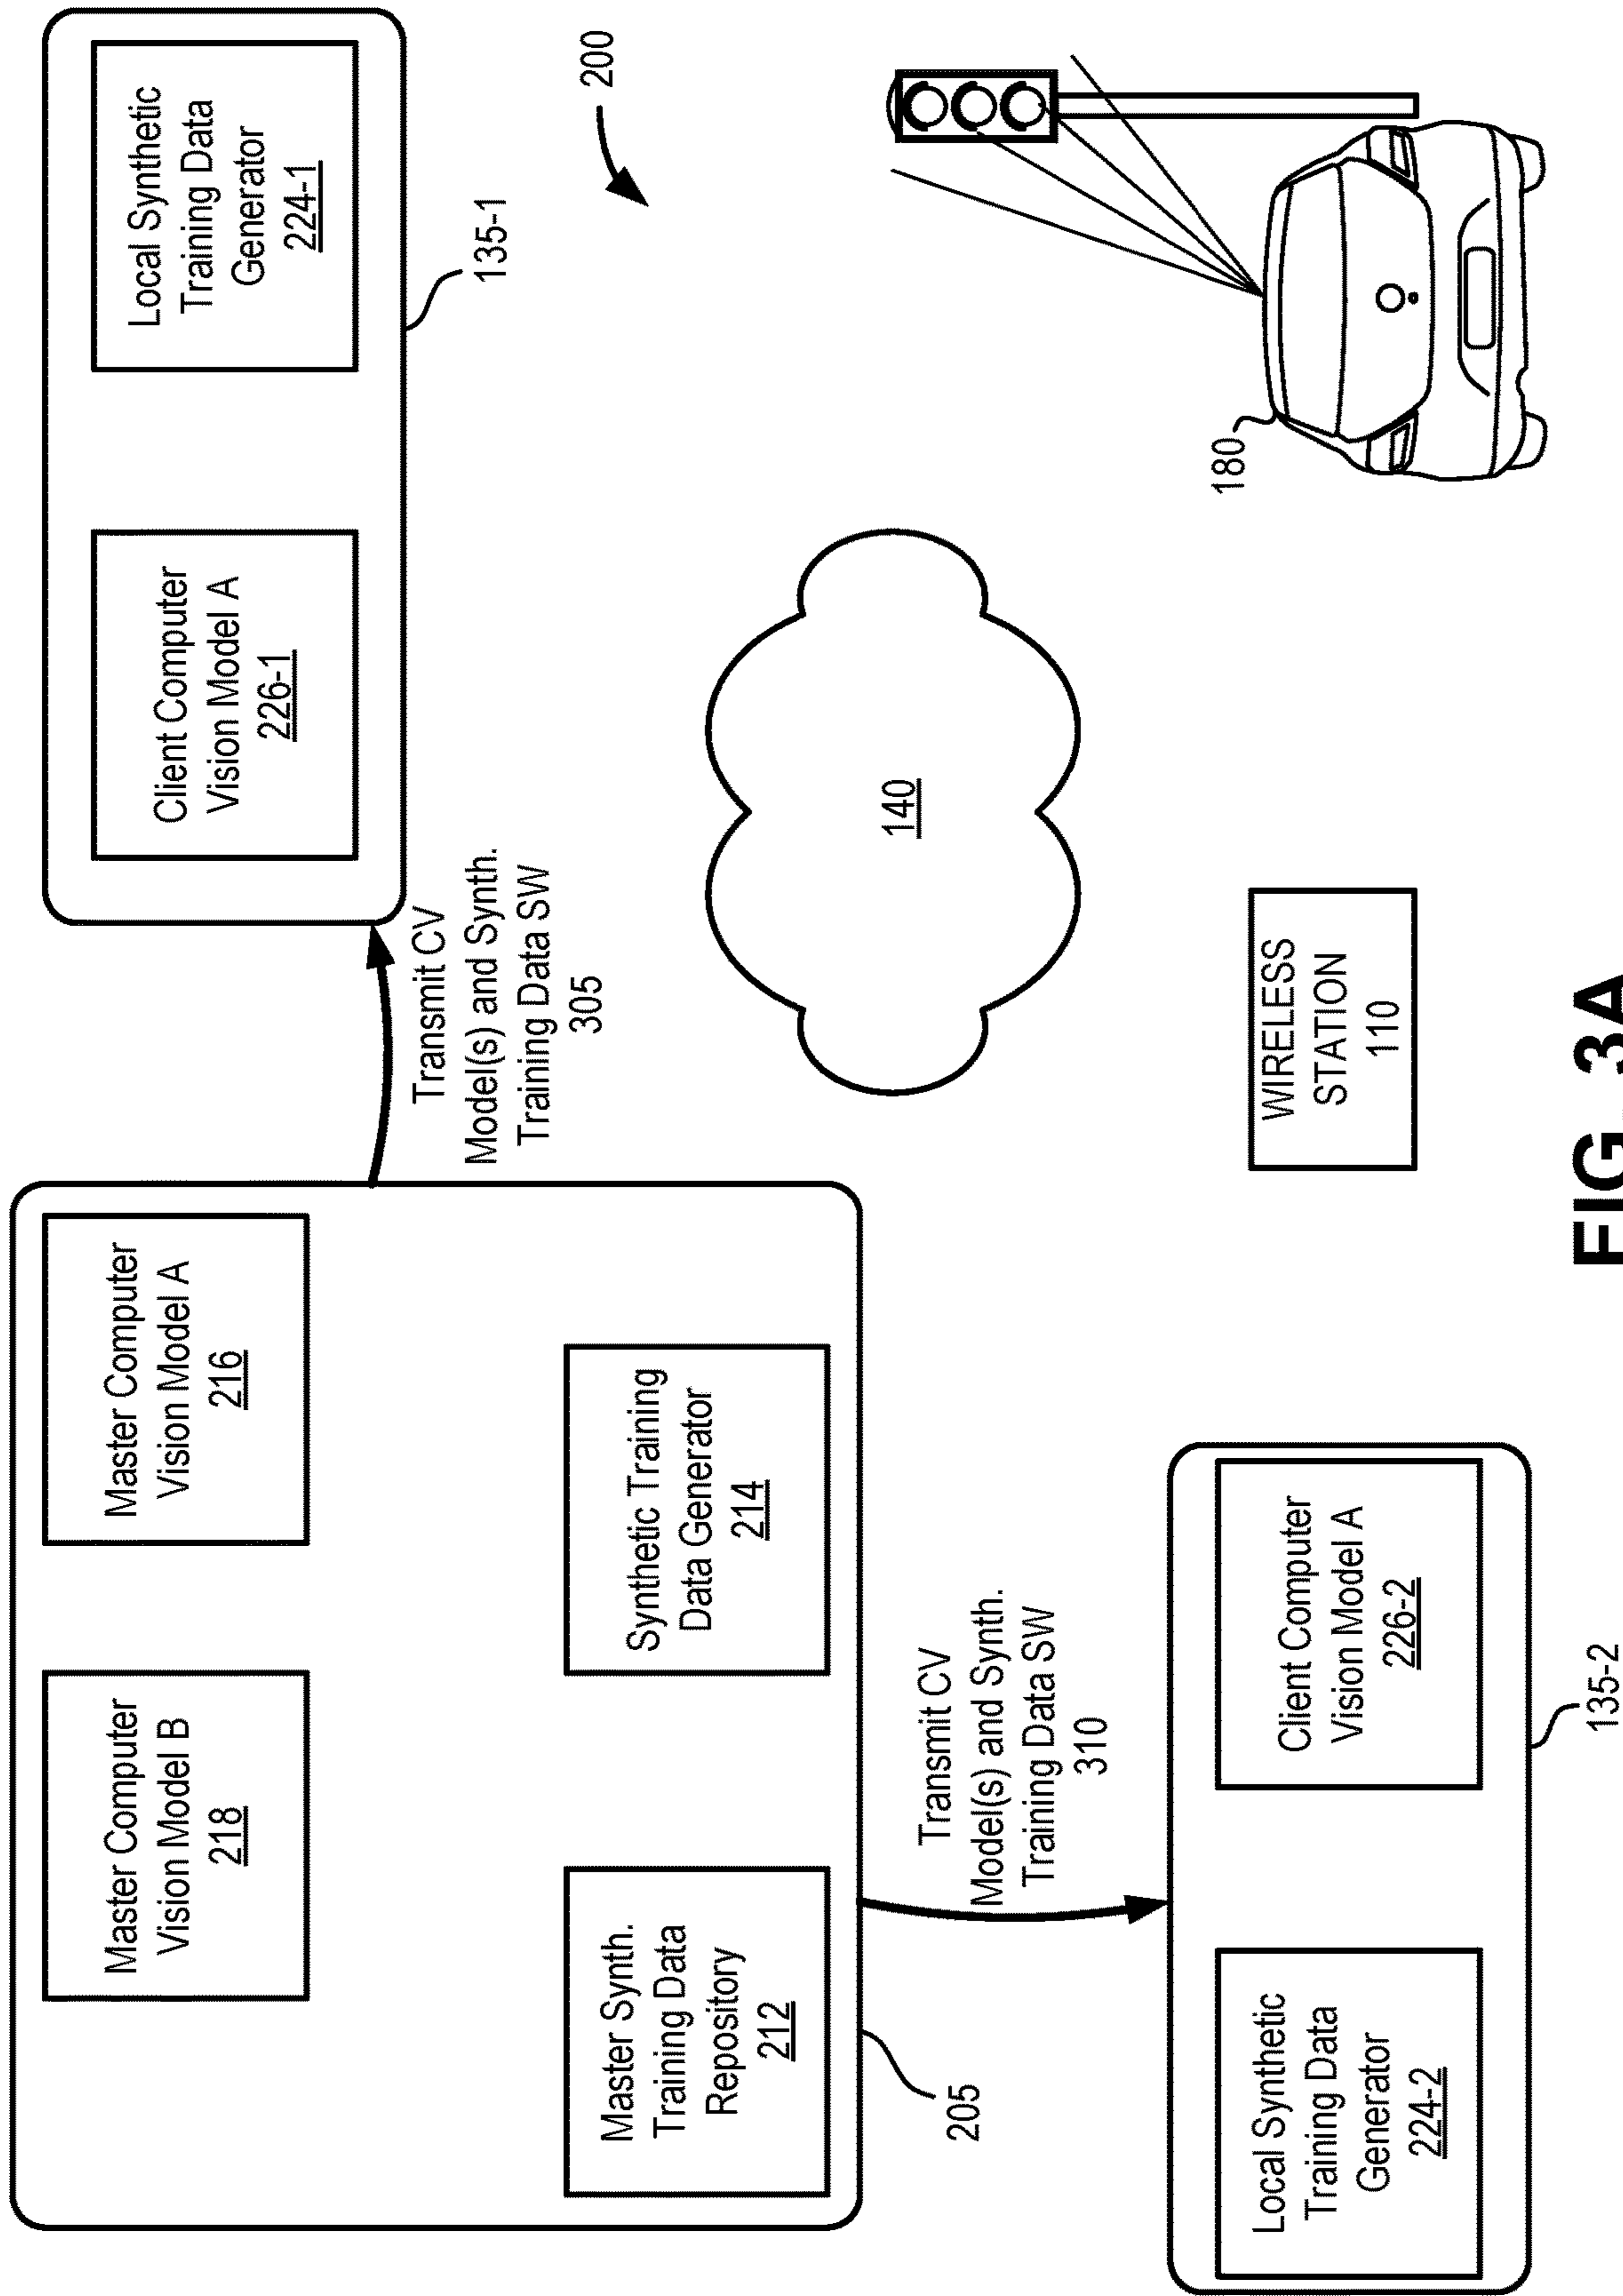 Master Computer
Vision Model B
218
Master Computer
Vision Model A
216
Master Synth.
Training Data
Repository
212
Synthetic Training
Data Generator
214
205
Transmit CV
Model(s) and Synth.
Training Data SW
305
Client Computer
Vision Model A
226-1
Local Synthetic
Training Data
Generator
224-1
135-1
200
Transmit CV
Model(s) and Synth.
Training Data SW
310
140
Local Synthetic
Training Data
Generator
224-2
Client Computer
Vision Model A
226-2
135-2
WIRELESS
STATION
110
180
FIG. 3A